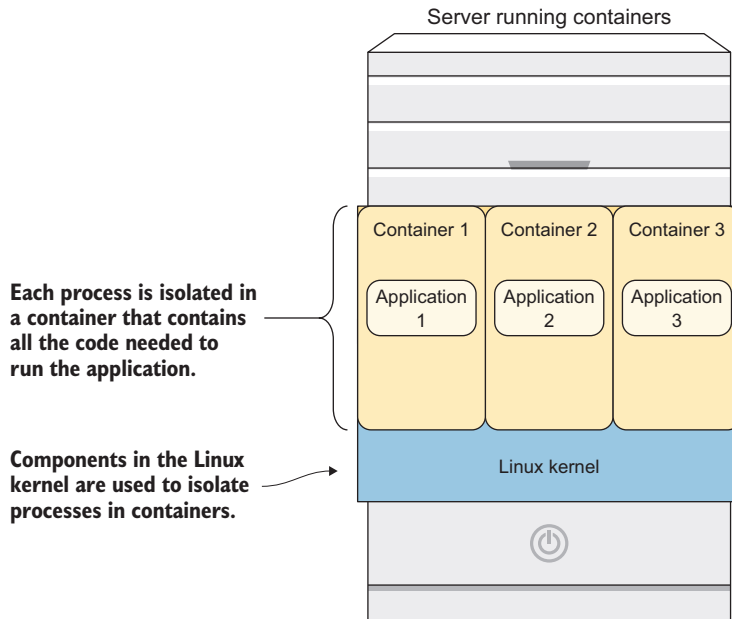 Server running containers
Container 1
Container 2
Container 3
Application
1
Application
2
Application
3
Each process is isolated in
a container that contains
all the code needed to
run the application.
Components in the Linux
kernel are used to isolate
processes in containers.
Linux kernel